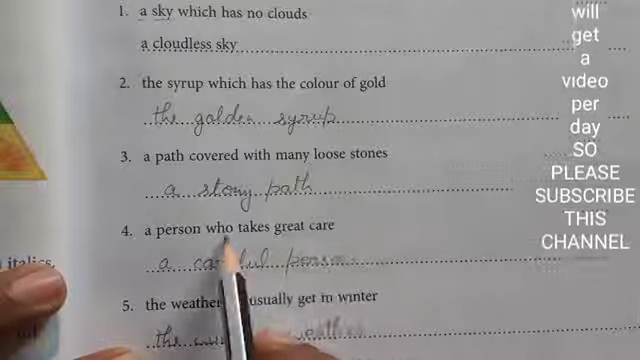 1. a sky which has no clouds
a cloudless sky
2. the syrup which has the colour of gold
the golden syrup
3. a path covered with many loose stones
a stony path
4. a person who takes great care
a careful person
5. the weather usually get in winter
the
italics,
will
get
a
video
per
day
SO
PLEASE
SUBSCRIBE
THIS
CHANNEL